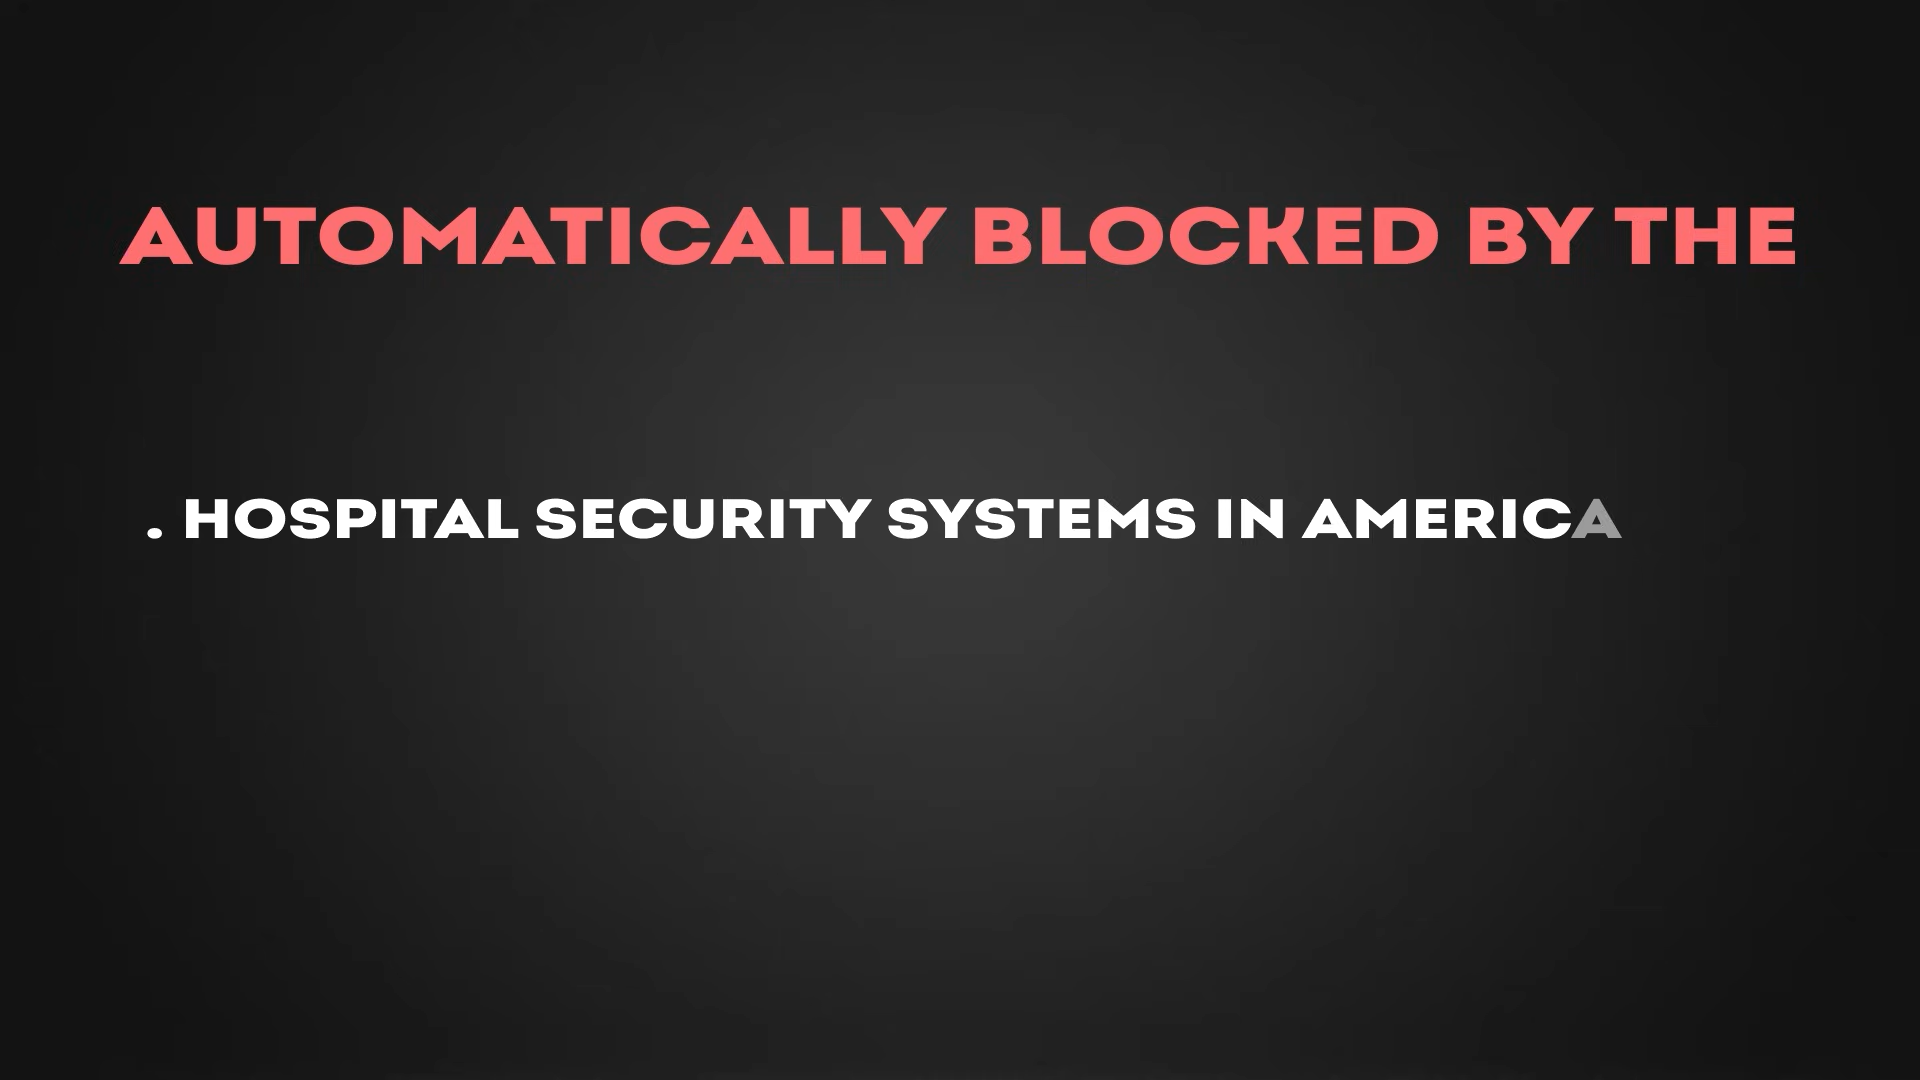 AUTOMATICALLY BLOCKED BY THE
. HOSPITAL SECURITY SYSTEMS IN AMERICA